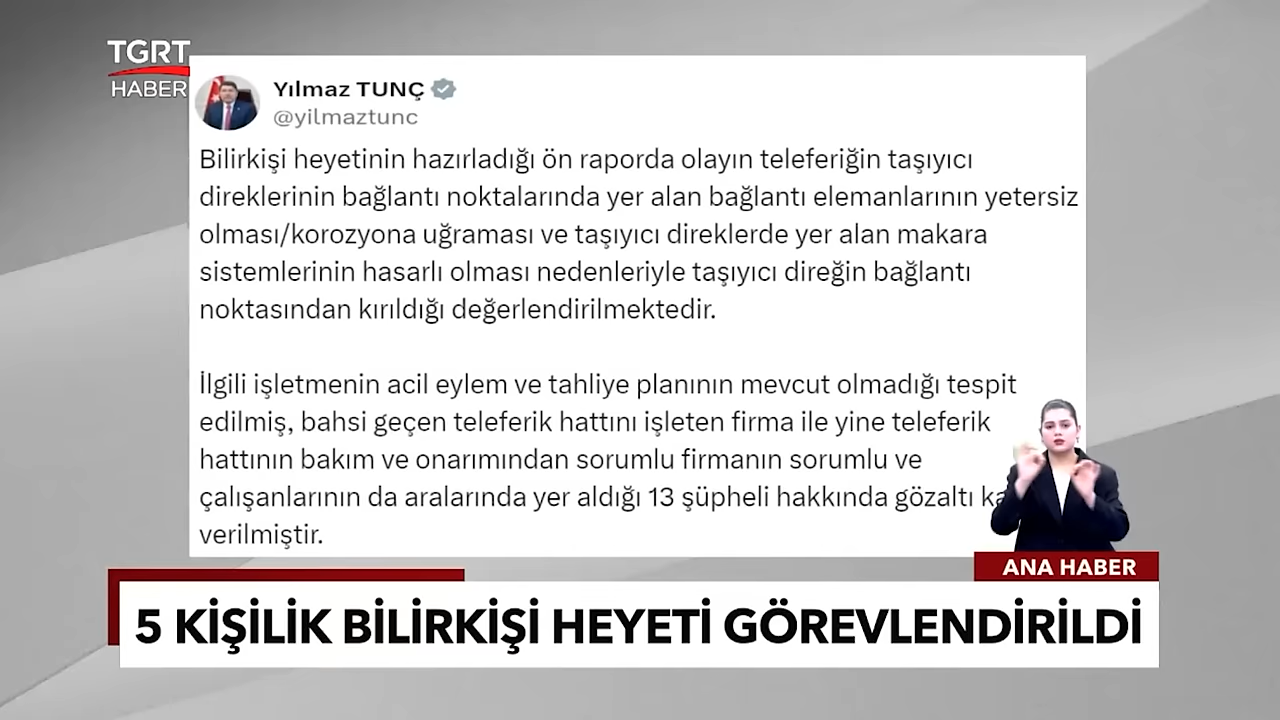 TGRT
HABER
Yılmaz TUNÇ
@yilmaztunc
Bilirkişi heyetinin hazırladığı ön raporda olayın teleferiğin taşıyıcı
direklerinin bağlantı noktalarında yer alan bağlantı elemanlarının yetersiz
olması/korozyona uğraması ve taşıyıcı direklerde yer alan makara
sistemlerinin hasarlı olması nedenleriyle taşıyıcı direğin bağlantı
noktasından kırıldığı değerlendirilmektedir.
İlgili işletmenin acil eylem ve tahliye planının mevcut olmadığı tespit
edilmiş, bahsi geçen teleferik hattını işleten firma ile yine teleferik
hattının bakım ve onarımından sorumlu firmanın sorumlu ve
çalışanlarının da aralarında yer aldığı 13 şüpheli hakkında gözaltı
verilmiştir.
ANA HABER
5 KİŞİLİK BİLİRKİŞİ HEYETİ GÖREVLENDİRİLDİ